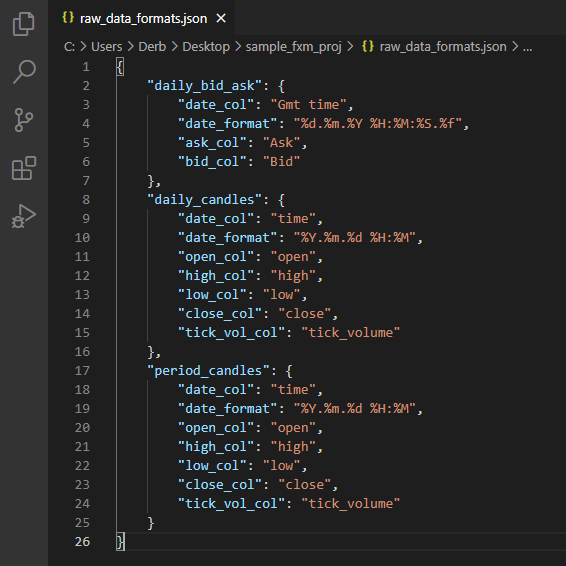 {} raw_data_formats.json ×
C: > Users > Derb > Desktop > sample_fxm_proj > {} raw_data_formats.json > ...
1 {
2     "daily_bid_ask": {
3         "date_col": "Gmt time",
4         "date_format": "%d.%m.%Y %H:%M:%S.%f",
5         "ask_col": "Ask",
6         "bid_col": "Bid"
7     },
8     "daily_candles": {
9         "date_col": "time",
10         "date_format": "%Y.%m.%d %H:%M",
11         "open_col": "open",
12         "high_col": "high",
13         "low_col": "low",
14         "close_col": "close",
15         "tick_vol_col": "tick_volume"
16     },
17     "period_candles": {
18         "date_col": "time",
19         "date_format": "%Y.%m.%d %H:%M",
20         "open_col": "open",
21         "high_col": "high",
22         "low_col": "low",
23         "close_col": "close",
24         "tick_vol_col": "tick_volume"
25     }
26 }